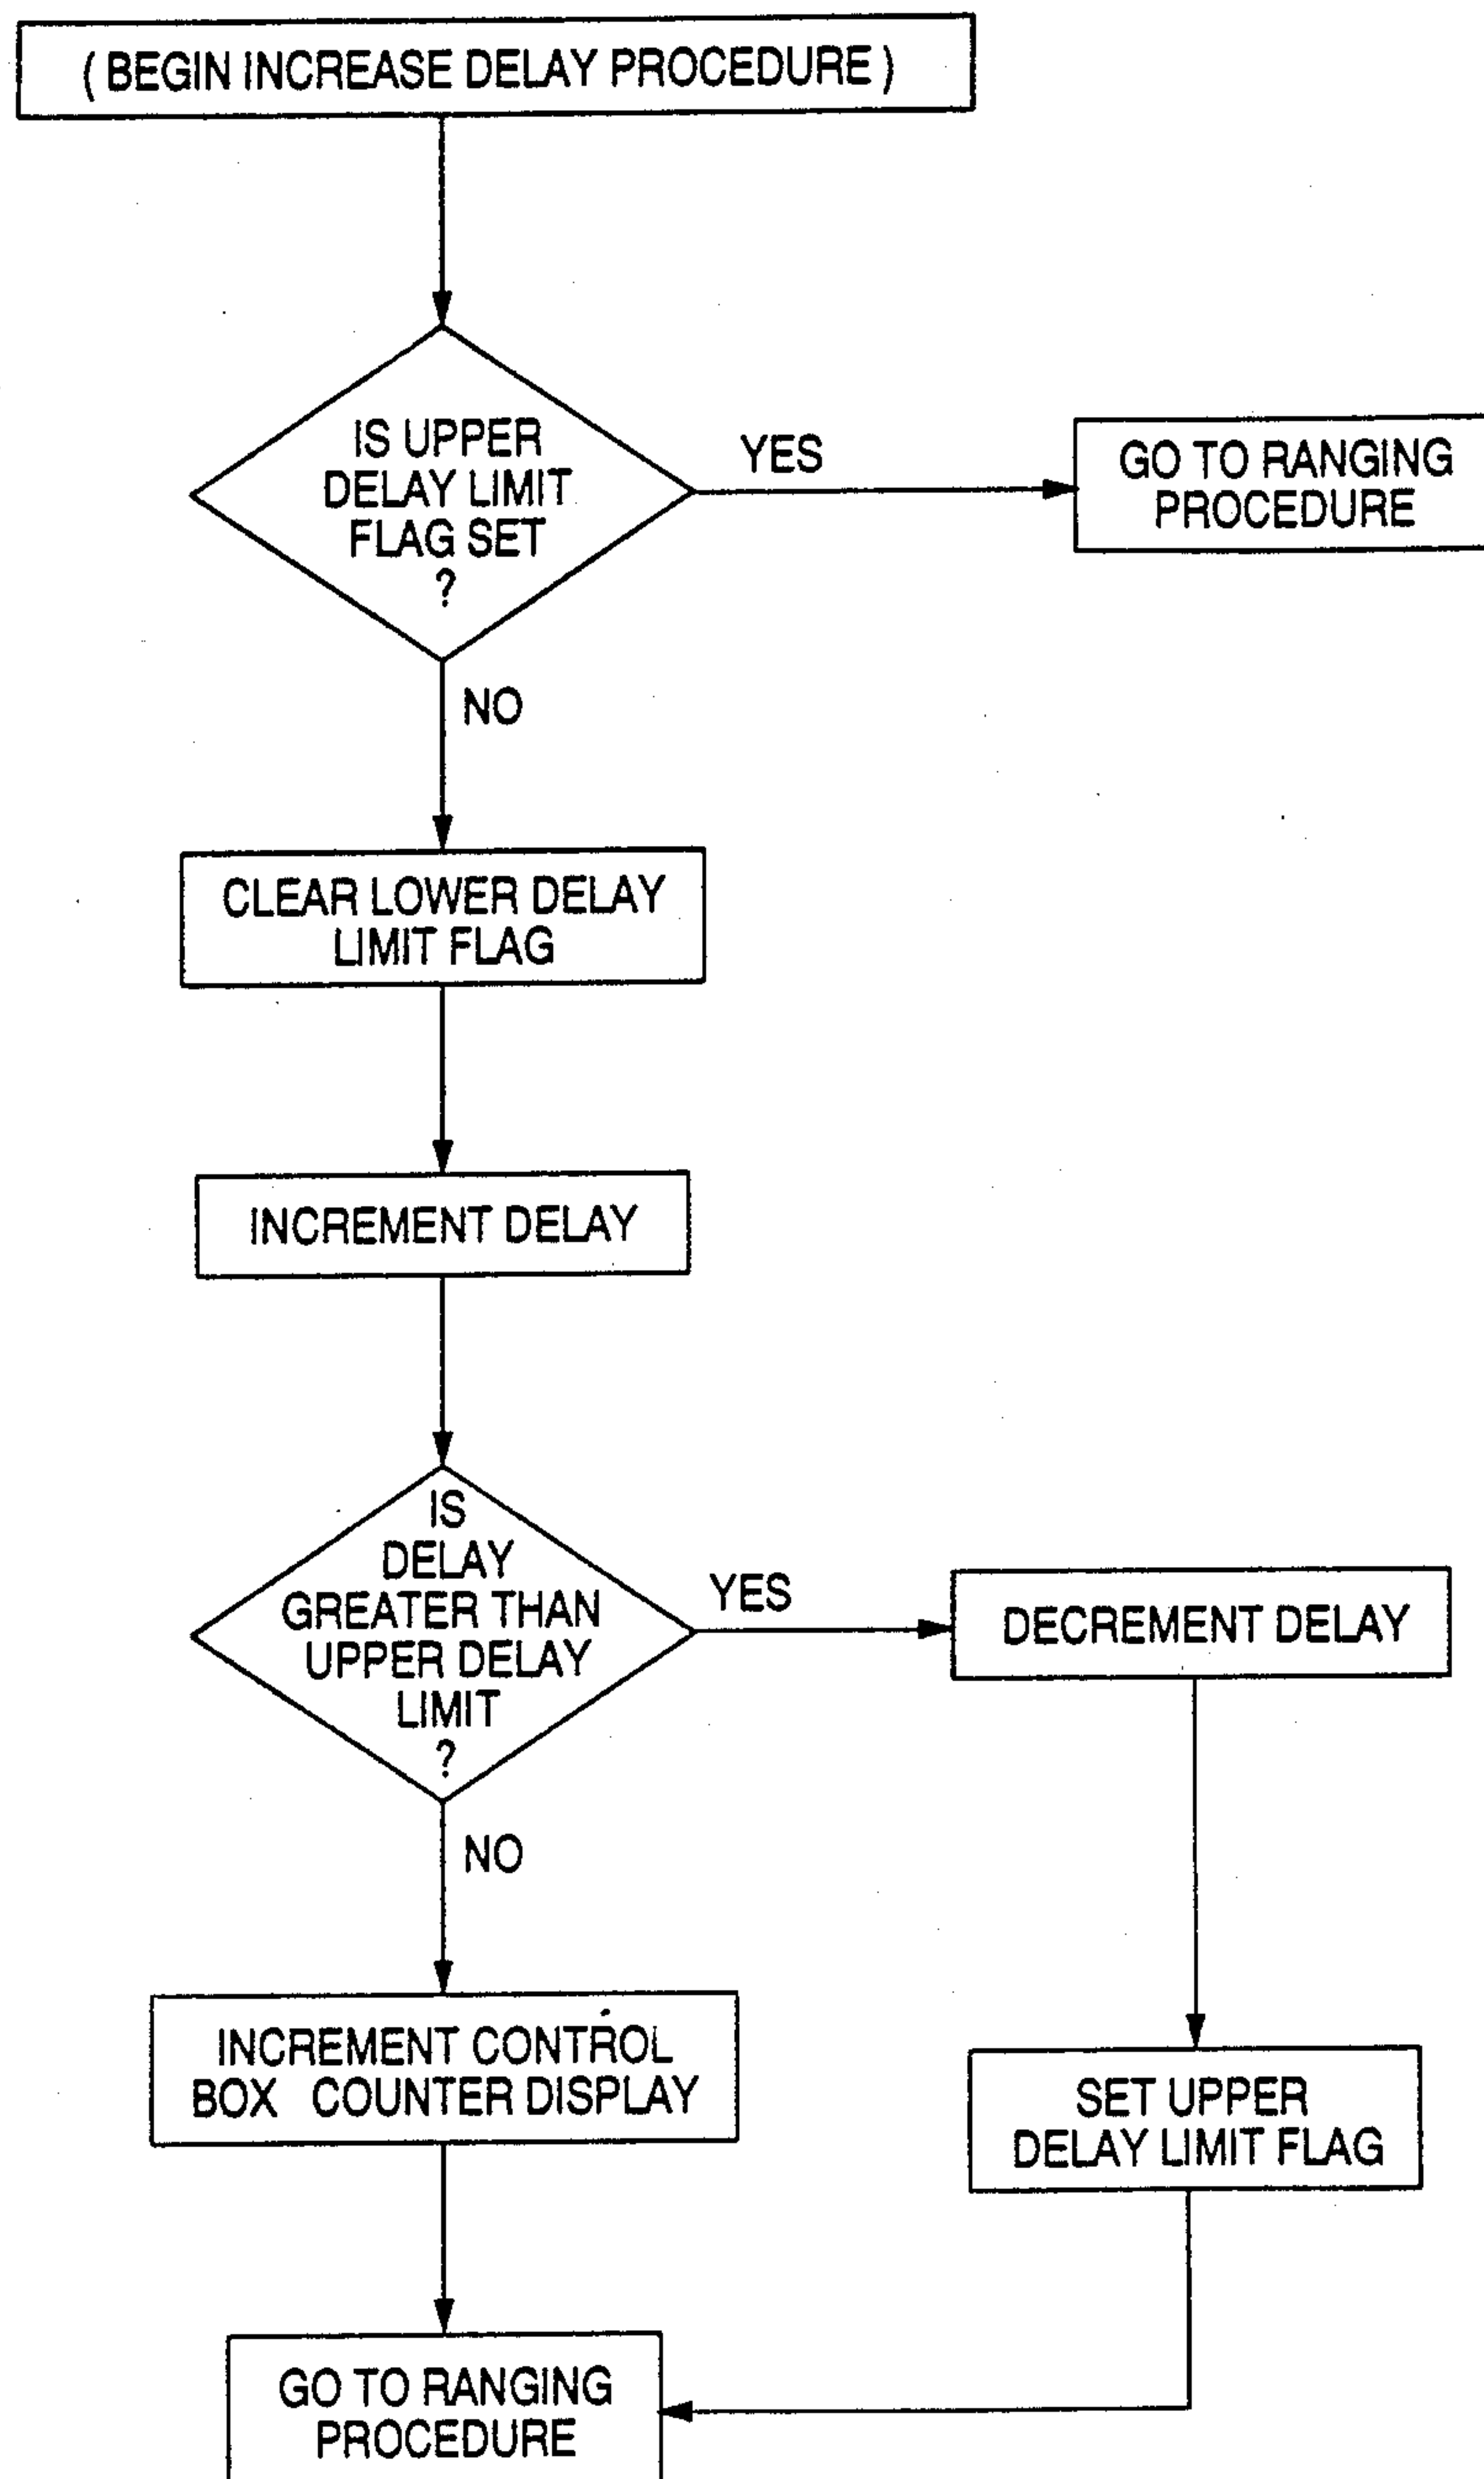 ( BEGIN INCREASE DELAY PROCEDURE )
IS UPPER
DELAY LIMIT
FLAG SET
?
YES
GO TO RANGING
PROCEDURE
NO
CLEAR LOWER DELAY
LIMIT FLAG
INCREMENT DELAY
IS
DELAY
GREATER THAN
UPPER DELAY
LIMIT
?
YES
DECREMENT DELAY
NO
INCREMENT CONTROL
BOX COUNTER DISPLAY
SET UPPER
DELAY LIMIT FLAG
GO TO RANGING
PROCEDURE